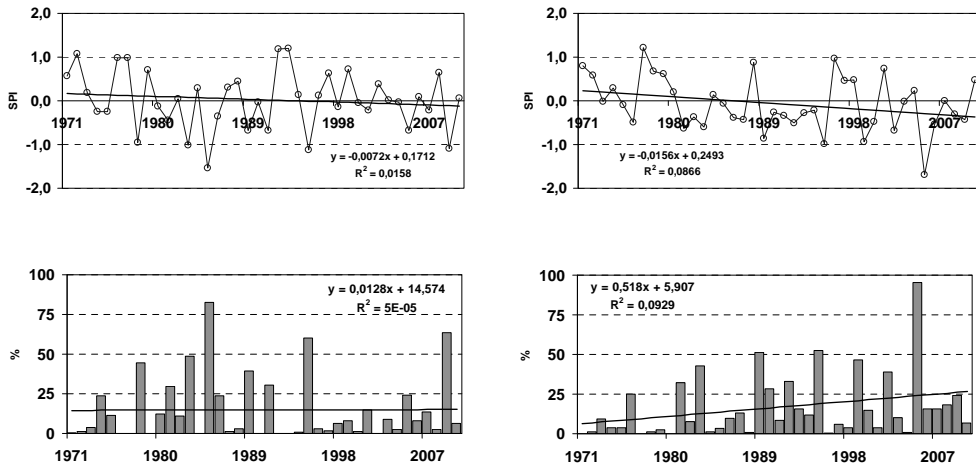 2,0
1,0
0,0
-1,0
-2,0
SPI
1971 1980 1989 1998 2007
y = -0,0072x + 0,1712
R² = 0,0158
2,0
1,0
0,0
-1,0
-2,0
SPI
1971 1980 1989 1998 2007
y = -0,0156x + 0,2493
R² = 0,0866
100
75
50
25
0
%
1971 1980 1989 1998 2007
y = 0,0128x + 14,574
R² = 5E-05
100
75
50
25
0
%
1971 1980 1989 1998 2007
y = 0,518x + 5,907
R² = 0,0929